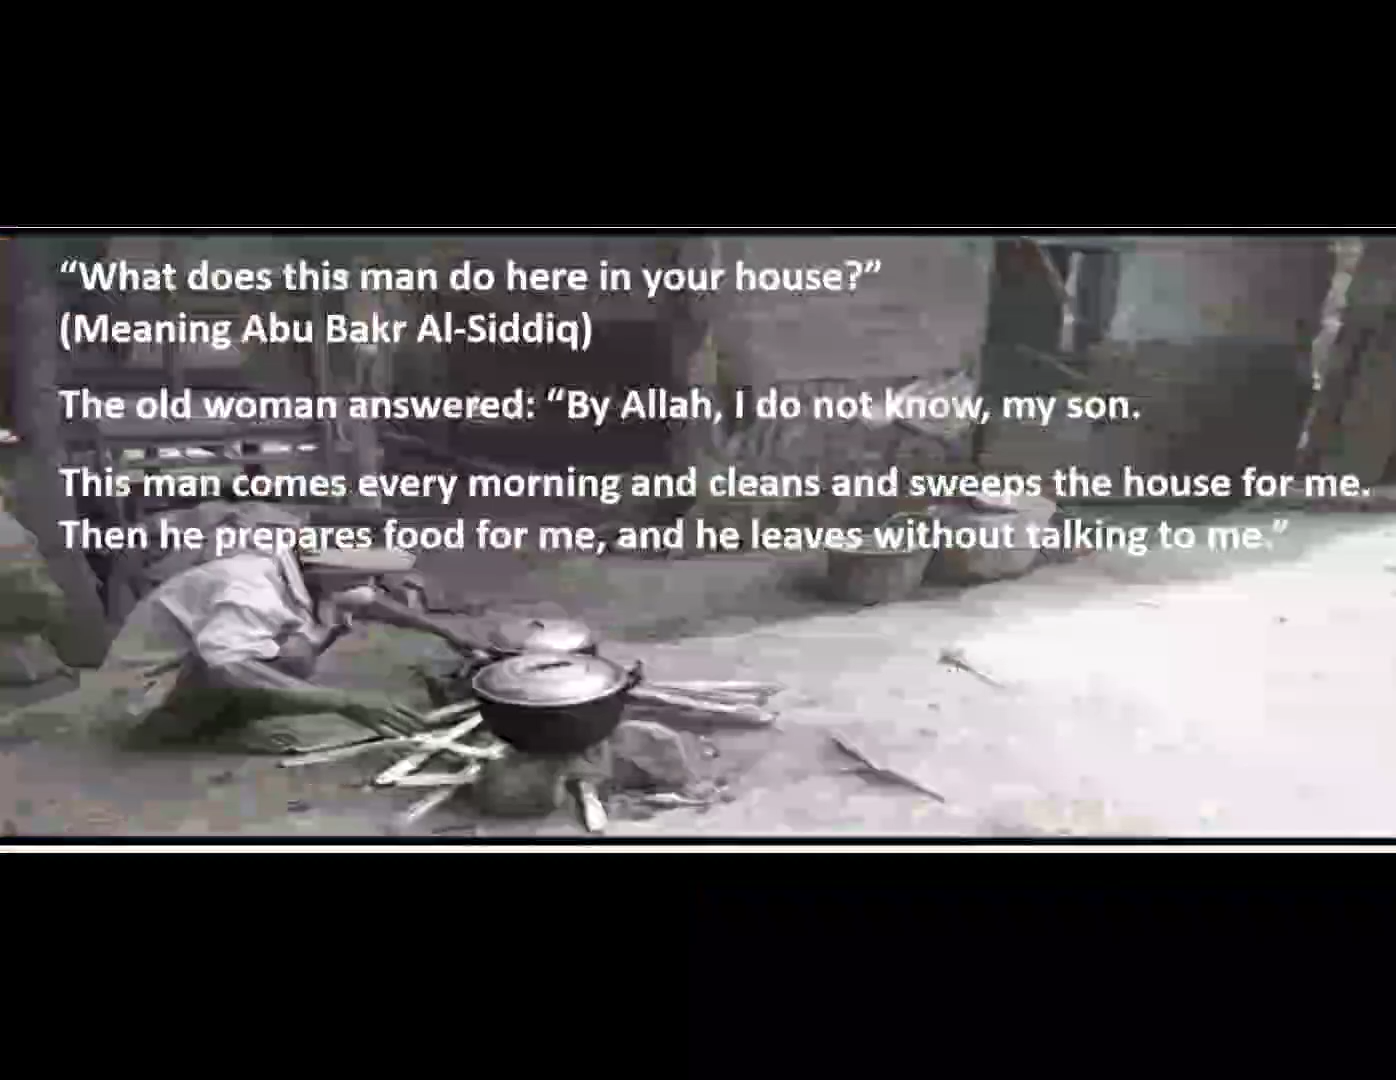 “What does this man do here in your house?”
(Meaning Abu Bakr Al-Siddiq)
The old woman answered: “By Allah, I do not know, my son.
This man comes every morning and cleans and sweeps the house for me.
Then he prepares food for me, and he leaves without talking to me.”